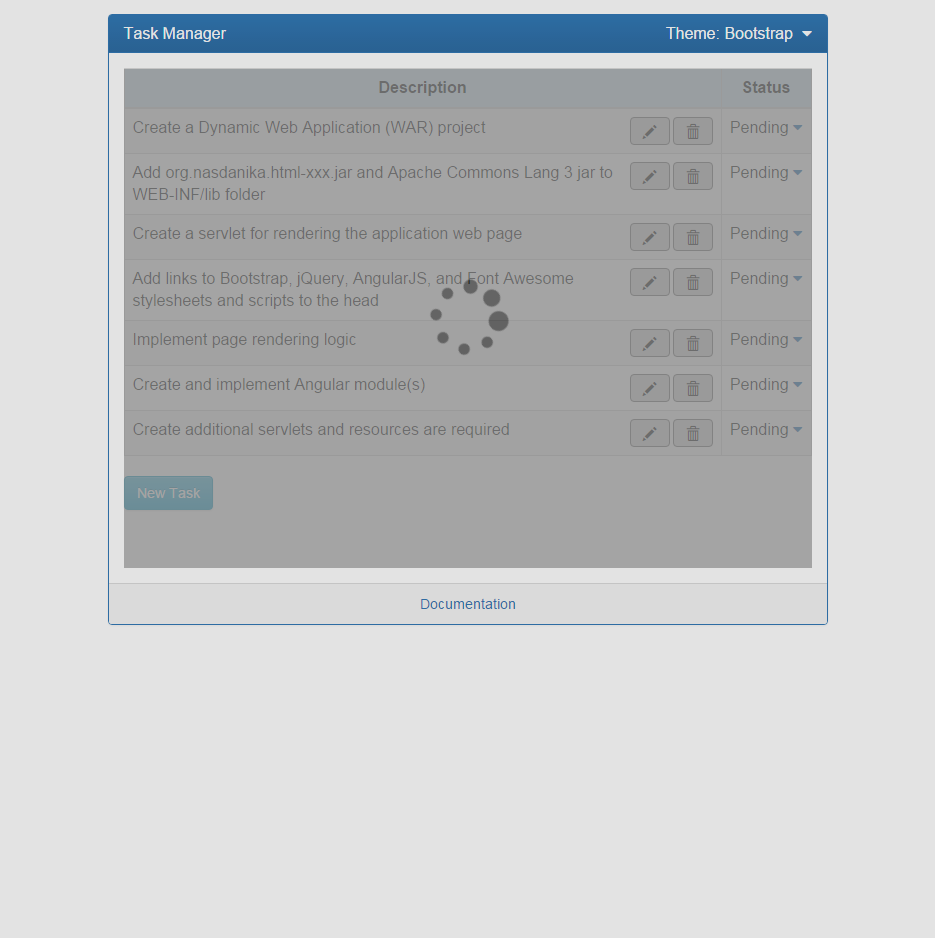 Task Manager Theme: Bootstrap
Description Status
Create a Dynamic Web Application (WAR) project Pending
Add org.nasdanika.html-xxx.jar and Apache Commons Lang 3 jar to Pending
WEB-INF/lib folder
Create a servlet for rendering the application web page Pending
Add links to Bootstrap, jQuery, AngularJS, and Font Awesome Pending
stylesheets and scripts to the head
Implement page rendering logic Pending
Create and implement Angular module(s) Pending
Create additional servlets and resources are required Pending
New Task
Documentation